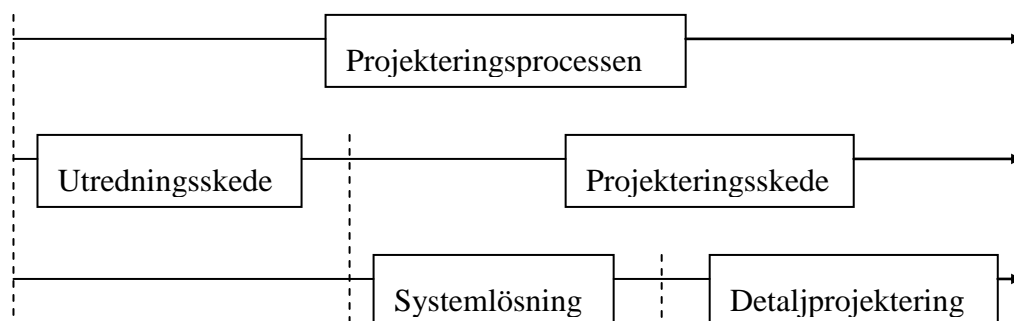 Projekteringsprocessen
Utredningsskede
Projekteringsskede
Systemlösning
Detaljprojektering